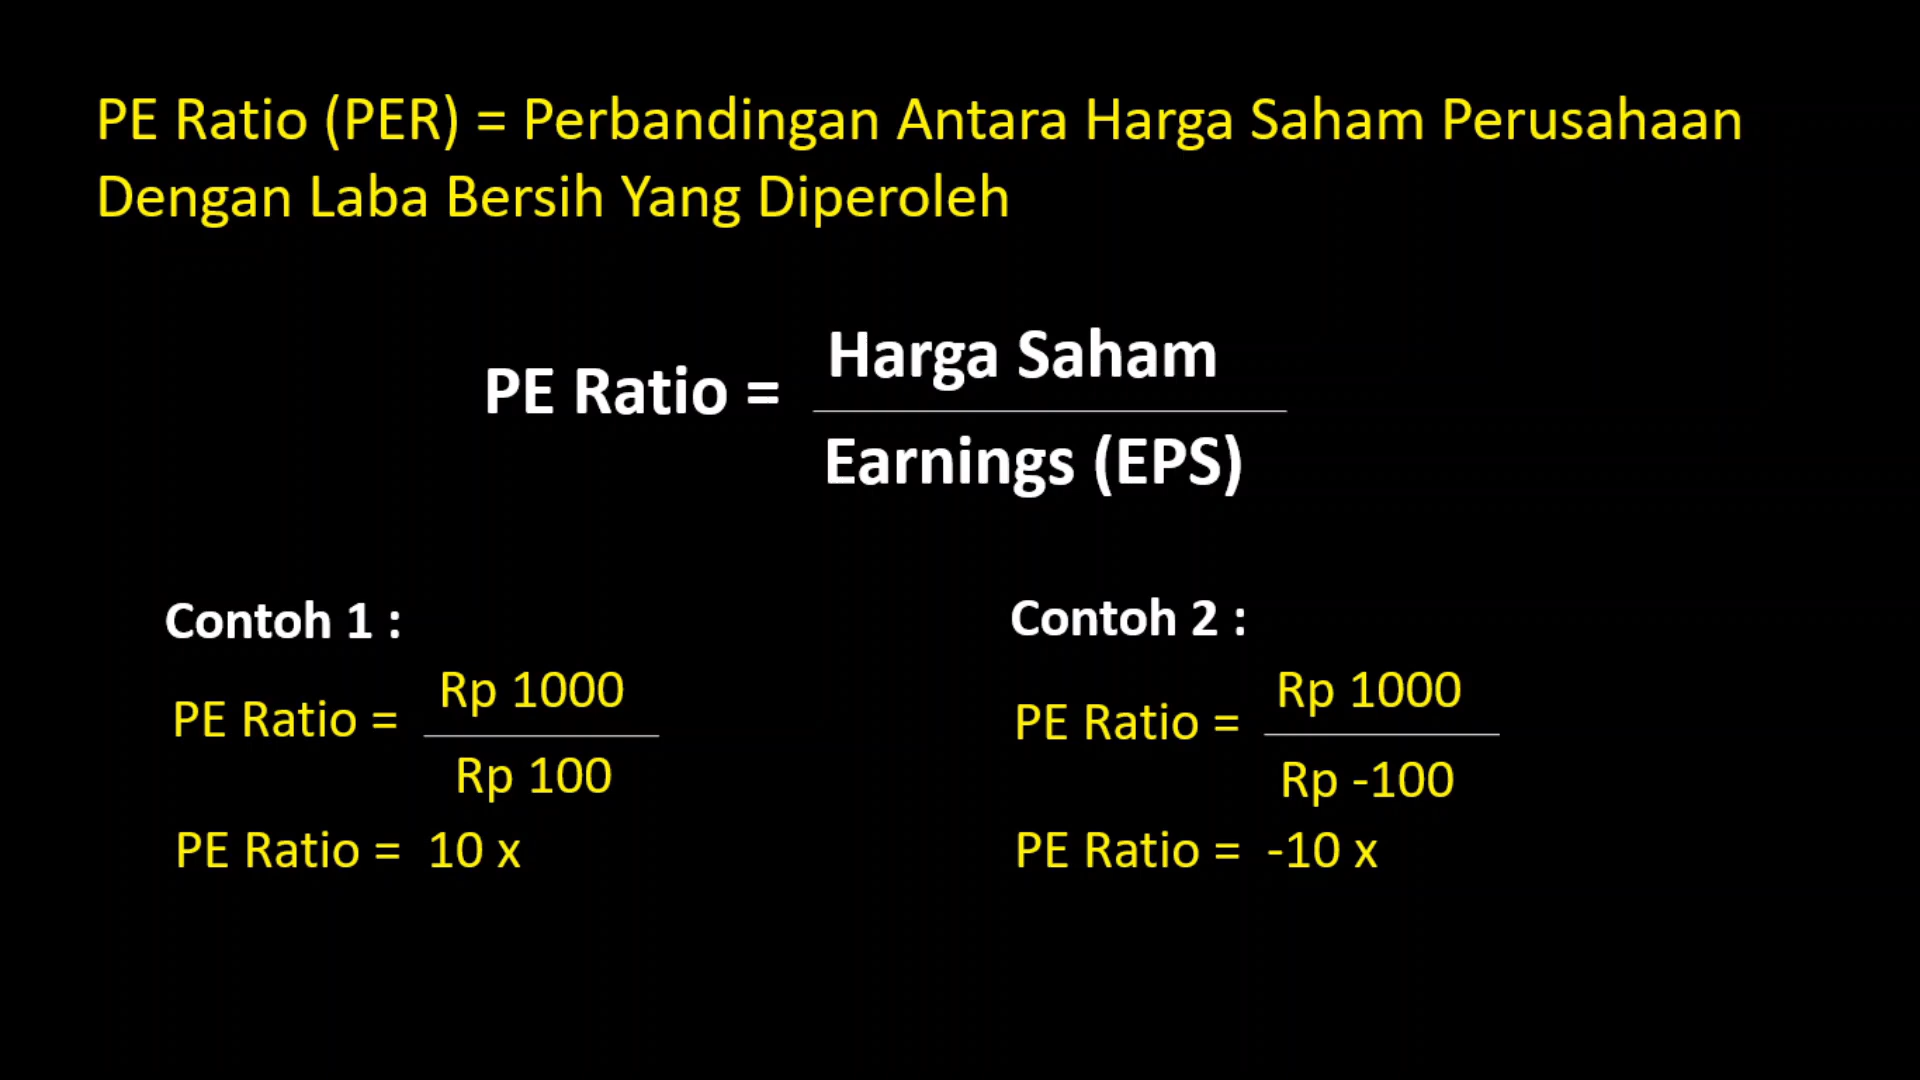 PE Ratio (PER) = Perbandingan Antara Harga Saham Perusahaan
Dengan Laba Bersih Yang Diperoleh
PE Ratio =
Harga Saham
Earnings (EPS)
Contoh 1 :
PE Ratio =
Rp 1000
Rp 100
PE Ratio = 10 x
Contoh 2 :
PE Ratio =
Rp 1000
Rp -100
PE Ratio = -10 x